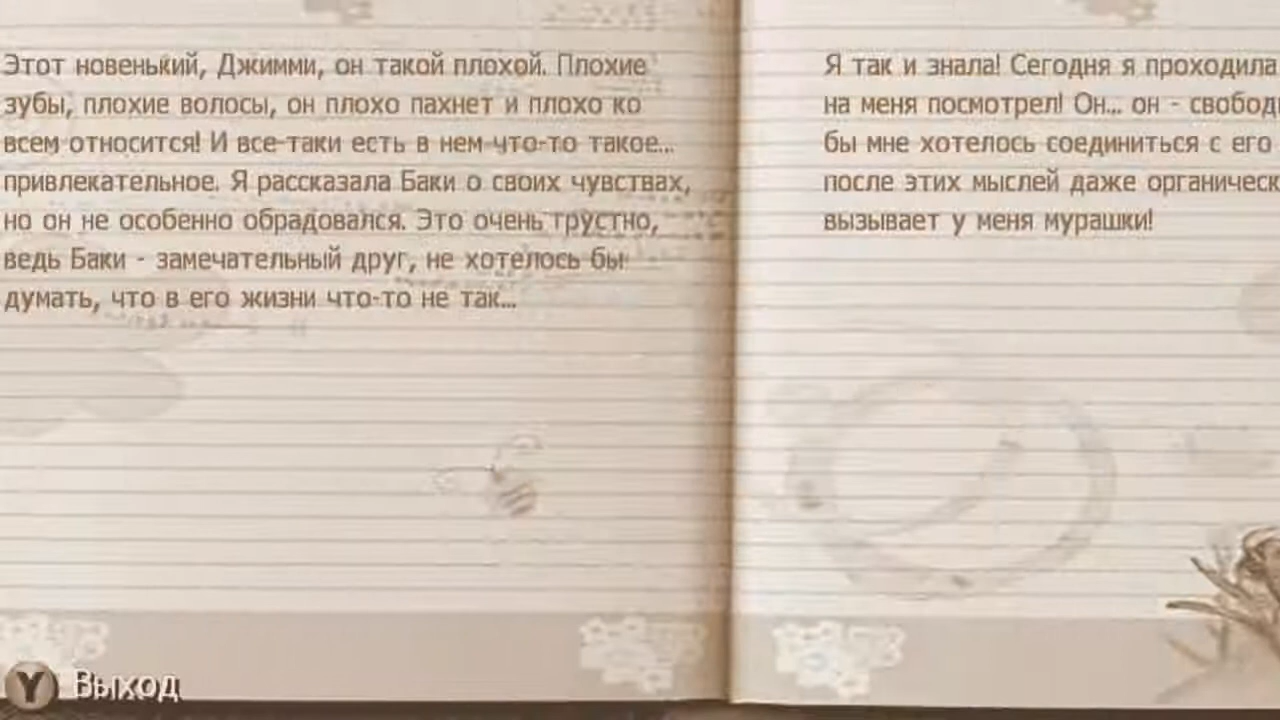 Этот новенький, Джимми, он такой плохой. Плохие
зубы, плохие волосы, он плохо пахнет и плохо ко
всем относится! И все-таки есть в нем что-то такое...
привлекательное. Я рассказала Баки о своих чувствах,
но он не особенно обрадовался. Это очень грустно,
ведь Баки - замечательный друг, не хотелось бы
думать, что в его жизни что-то не так...
Я так и знала! Сегодня я проходила
на меня посмотрел! Он... он - свобод
бы мне хотелось соединиться с его
после этих мыслей даже органическ
вызывает у меня мурашки!
Y Выход